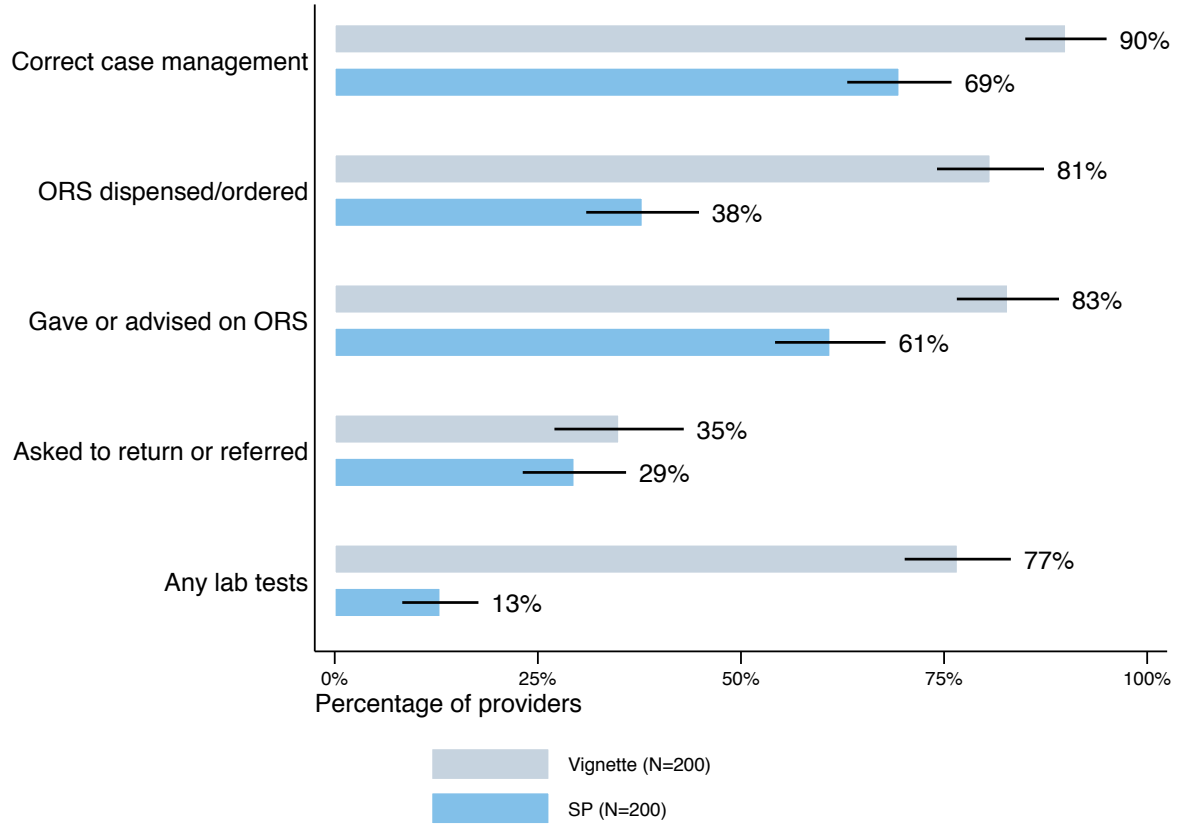 Correct case management
90%
69%
ORS dispensed/ordered
81%
38%
Gave or advised on ORS
83%
61%
Asked to return or referred
35%
29%
Any lab tests
77%
13%
0% 25% 50% 75% 100%
Percentage of providers
Vignette (N=200)
SP (N=200)